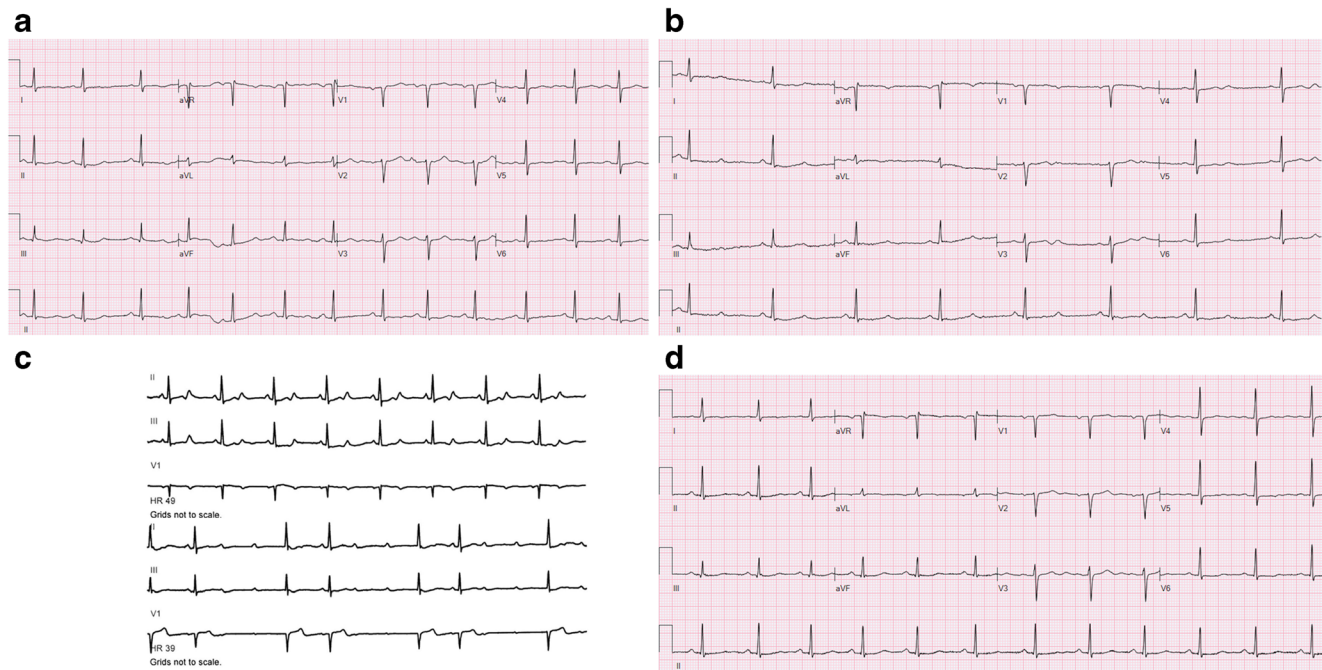 a
I aVR V1 V4
II aVL V2 V5
III aVF V3 V6
II
b
I aVR V1 V4
II aVL V2 V5
III aVF V3 V6
II
c
II
III
V1
HR 49
Grids not to scale.
II
III
V1
HR 39
Grids not to scale.
d
I aVR V1 V4
II aVL V2 V5
III aVF V3 V6
II